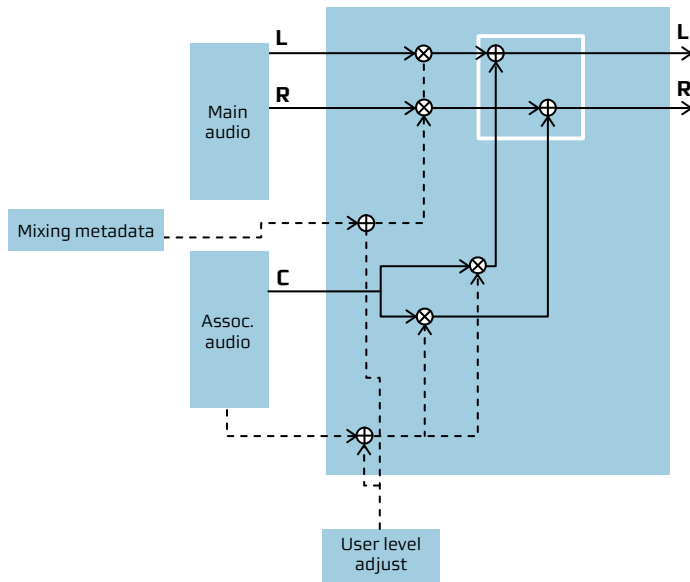 L
L
R
R
Main
audio
Mixing metadata
C
Assoc.
audio
User level
adjust